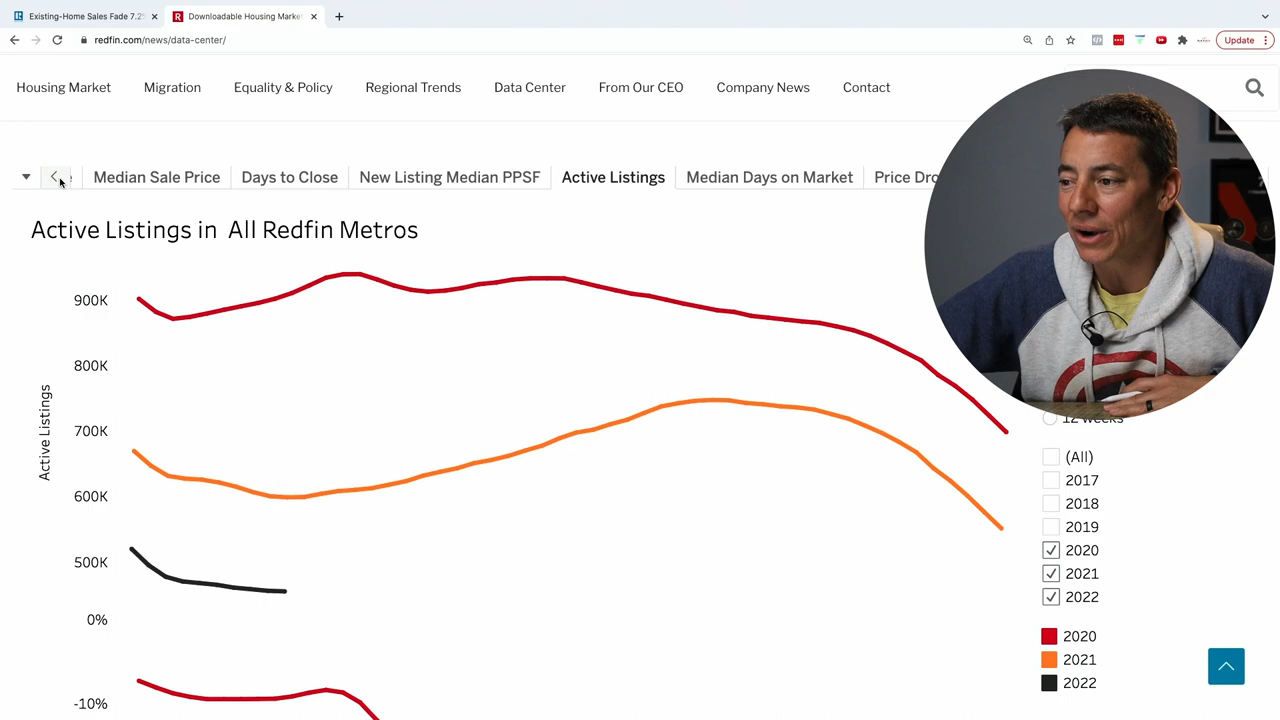 Existing-Home Sales Fade 7.2%
Downloadable Housing Market
redfin.com/news/data-center/
Update
Housing Market
Migration
Equality & Policy
Regional Trends
Data Center
From Our CEO
Company News
Contact
Median Sale Price
Days to Close
New Listing Median PPSF
Active Listings
Median Days on Market
Price Dro
Active Listings in All Redfin Metros
900K
800K
700K
600K
500K
0%
-10%
Active Listings
12 weeks
(All)
2017
2018
2019
2020
2021
2022
2020
2021
2022